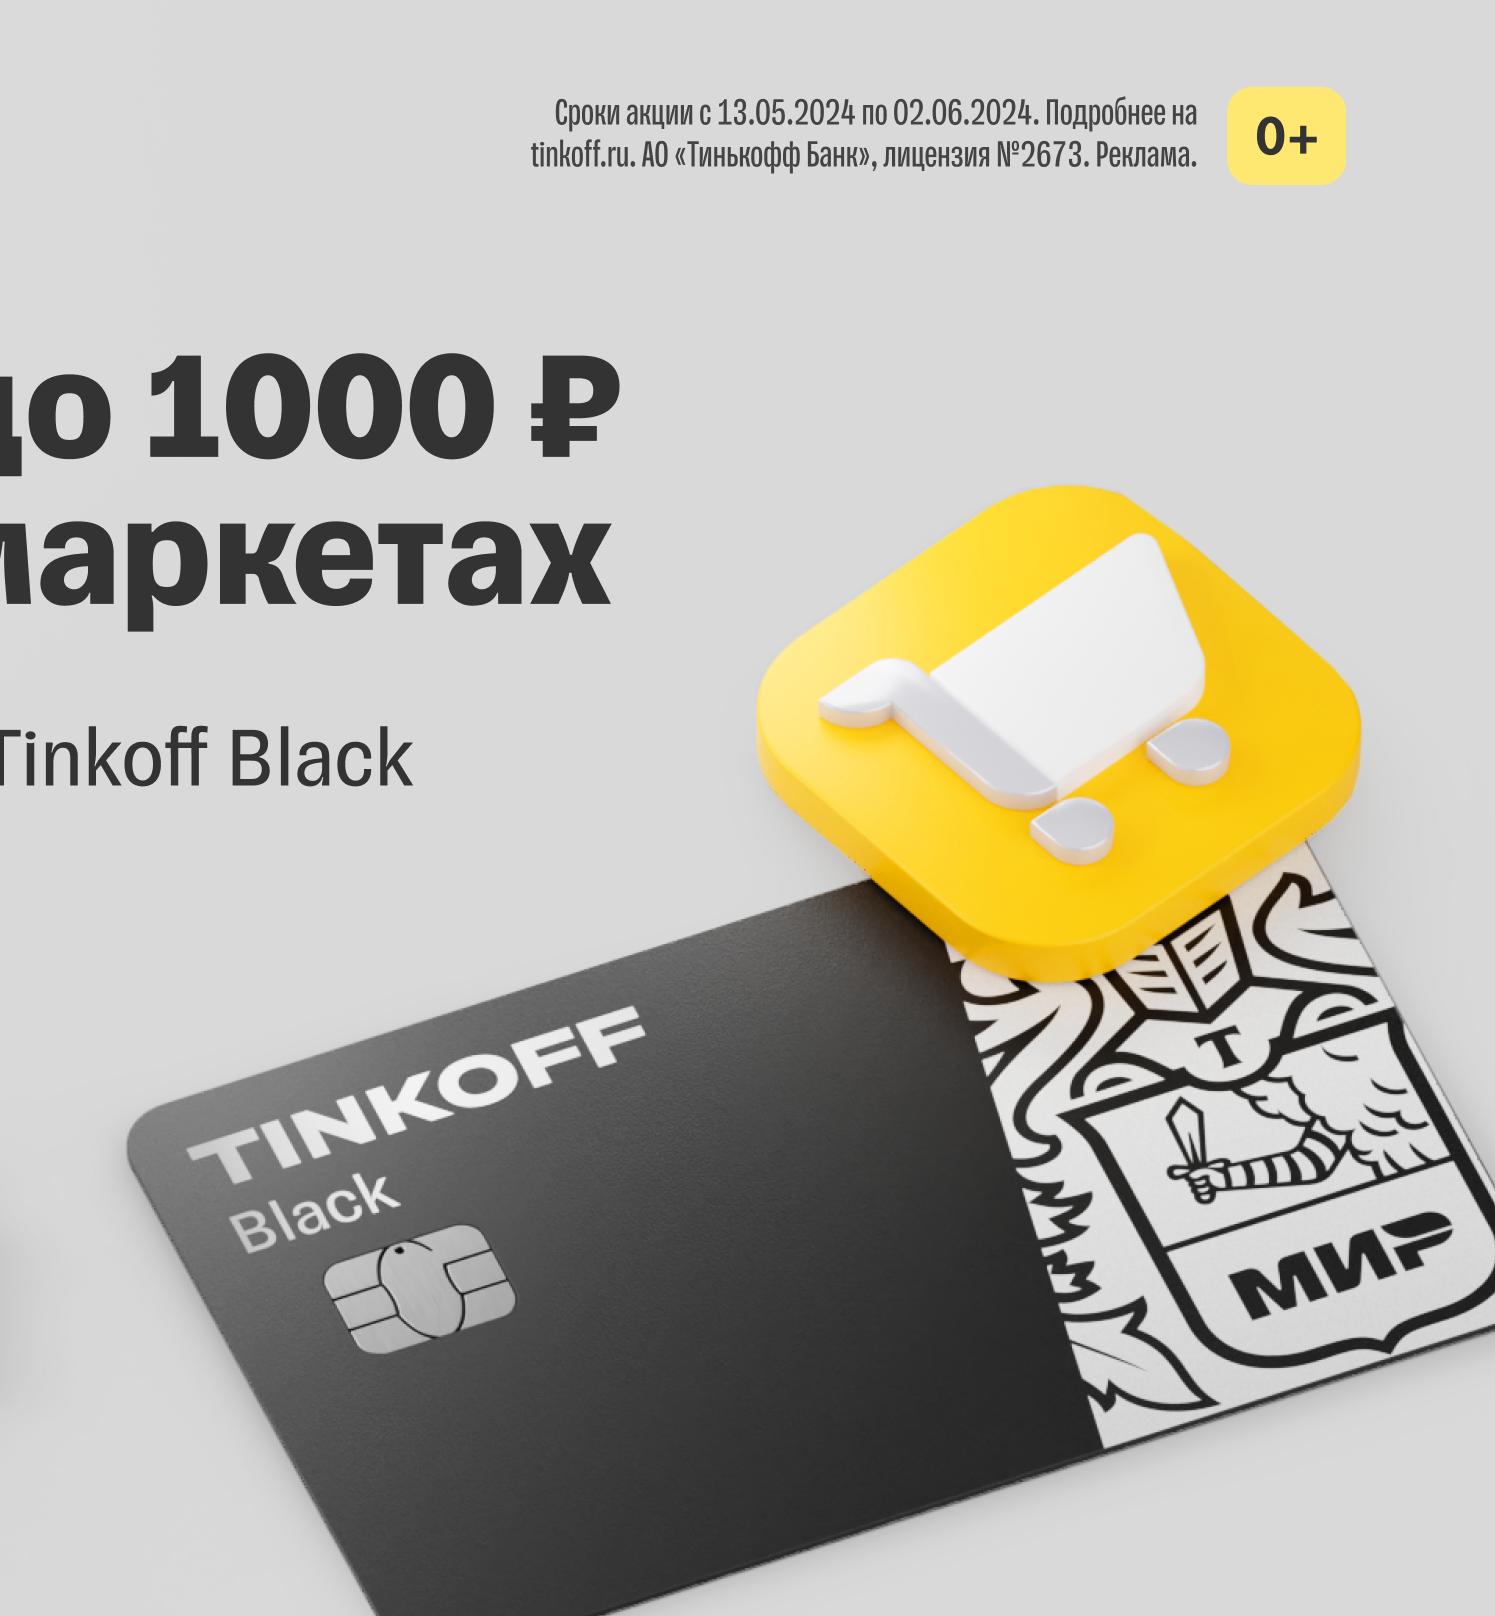 Сроки акции с 13.05.2024 по 02.06.2024. Подробнее на
tinkoff.ru. АО «Тинькофф Банк», лицензия №2673. Реклама.
0+
до 1000 ₽
маркетах
Tinkoff Black
TINKOFF
Black
Т
МИР